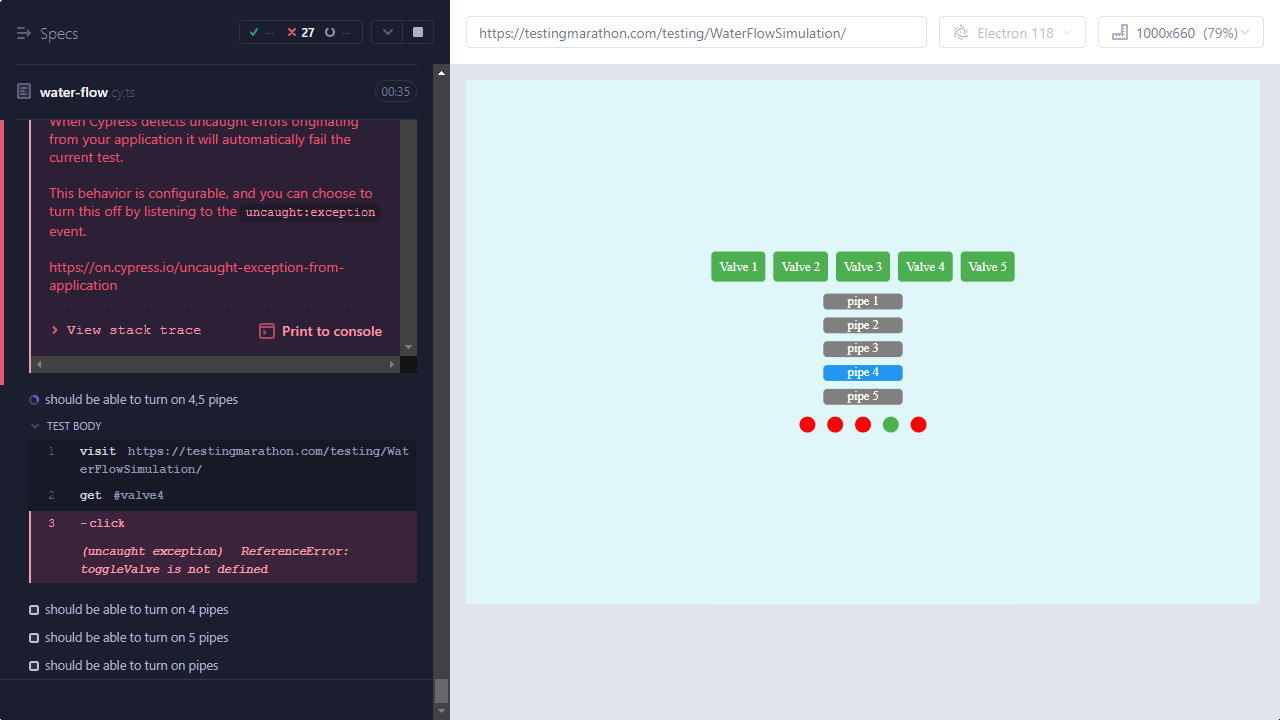 Specs
-- 27 --
water-flow.cy.ts
00:35
When Cypress detects uncaught errors originating
from your application it will automatically fail the
current test.
This behavior is configurable, and you can choose to
turn this off by listening to the uncaught:exception
event.
https://on.cypress.io/uncaught-exception-from-
application
View stack trace
Print to console
should be able to turn on 4,5 pipes
TEST BODY
1 visit https://testingmarathon.com/testing/Wat
erFlowSimulation/
2 get #valve4
3 -click
(uncaught exception) ReferenceError:
toggleValve is not defined
should be able to turn on 4 pipes
should be able to turn on 5 pipes
should be able to turn on pipes
https://testingmarathon.com/testing/WaterFlowSimulation/
Electron 118
1000x660 (79%)
Valve 1
Valve 2
Valve 3
Valve 4
Valve 5
pipe 1
pipe 2
pipe 3
pipe 4
pipe 5